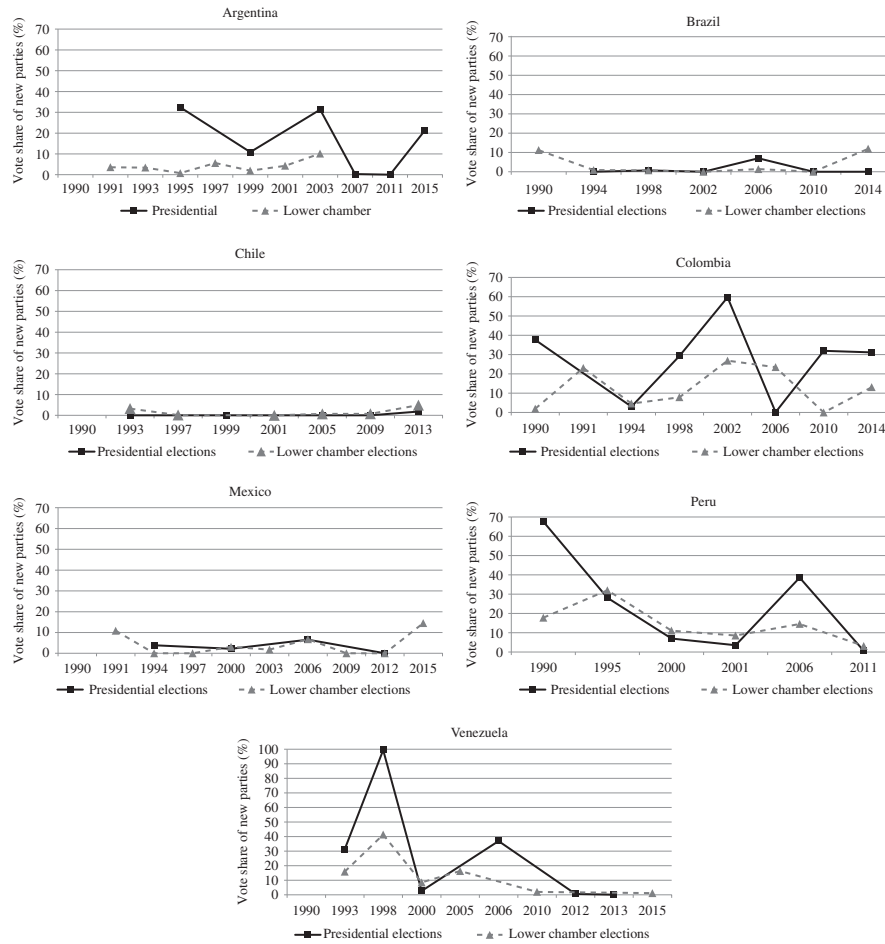 Argentina
Vote share of new parties (%)
70
60
50
40
30
20
10
0
1990 1991 1993 1995 1997 1999 2001 2003 2007 2011 2015
Presidential Lower chamber
Brazil
Vote share of new parties (%)
70
60
50
40
30
20
10
0
1990 1994 1998 2002 2006 2010 2014
Presidential elections Lower chamber elections
Chile
Vote share of new parties (%)
70
60
50
40
30
20
10
0
1990 1993 1997 1999 2001 2005 2009 2013
Presidential elections Lower chamber elections
Colombia
Vote share of new parties (%)
70
60
50
40
30
20
10
0
1990 1991 1994 1998 2002 2006 2010 2014
Presidential elections Lower chamber elections
Mexico
Vote share of new parties (%)
70
60
50
40
30
20
10
0
1990 1991 1994 1997 2000 2003 2006 2009 2012 2015
Presidential elections Lower chamber elections
Peru
Vote share of new parties (%)
70
60
50
40
30
20
10
0
1990 1995 2000 2001 2006 2011
Presidential elections Lower chamber elections
Venezuela
Vote share of new parties (%)
100
90
80
70
60
50
40
30
20
10
0
1990 1993 1998 2000 2005 2006 2010 2012 2013 2015
Presidential elections Lower chamber elections